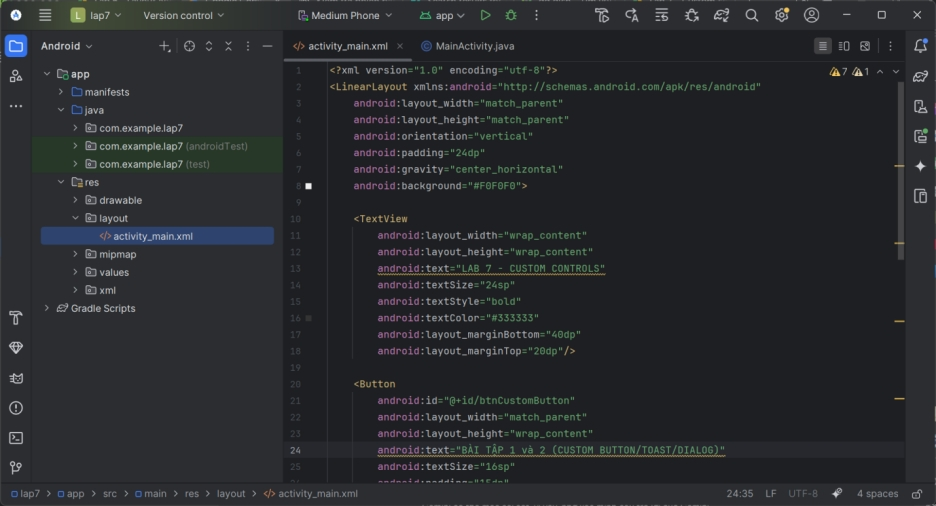 L lap7 Version control Medium Phone app
Android
activity_main.xml
MainActivity.java
app
manifests
java
com.example.lap7
com.example.lap7 (androidTest)
com.example.lap7 (test)
res
drawable
layout
activity_main.xml
mipmap
values
xml
Gradle Scripts
7 1
1 <?xml version="1.0" encoding="utf-8"?>
2 <LinearLayout xmlns:android="http://schemas.android.com/apk/res/android"
3 android:layout_width="match_parent"
4 android:layout_height="match_parent"
5 android:orientation="vertical"
6 android:padding="24dp"
7 android:gravity="center_horizontal"
8 android:background="#F0F0F0">
9
10 <TextView
11 android:layout_width="wrap_content"
12 android:layout_height="wrap_content"
13 android:text="LAB 7 - CUSTOM CONTROLS"
14 android:textSize="24sp"
15 android:textStyle="bold"
16 android:textColor="#333333"
17 android:layout_marginBottom="40dp"
18 android:layout_marginTop="20dp"/>
19
20 <Button
21 android:id="@+id/btnCustomButton"
22 android:layout_width="match_parent"
23 android:layout_height="wrap_content"
24 android:text="BÀI TẬP 1 và 2 (CUSTOM BUTTON/TOAST/DIALOG)"
25 android:textSize="16sp"
android:padding="15dp"
lap7 > app > src > main > res > layout > activity_main.xml
24:35 LF UTF-8 4 spaces